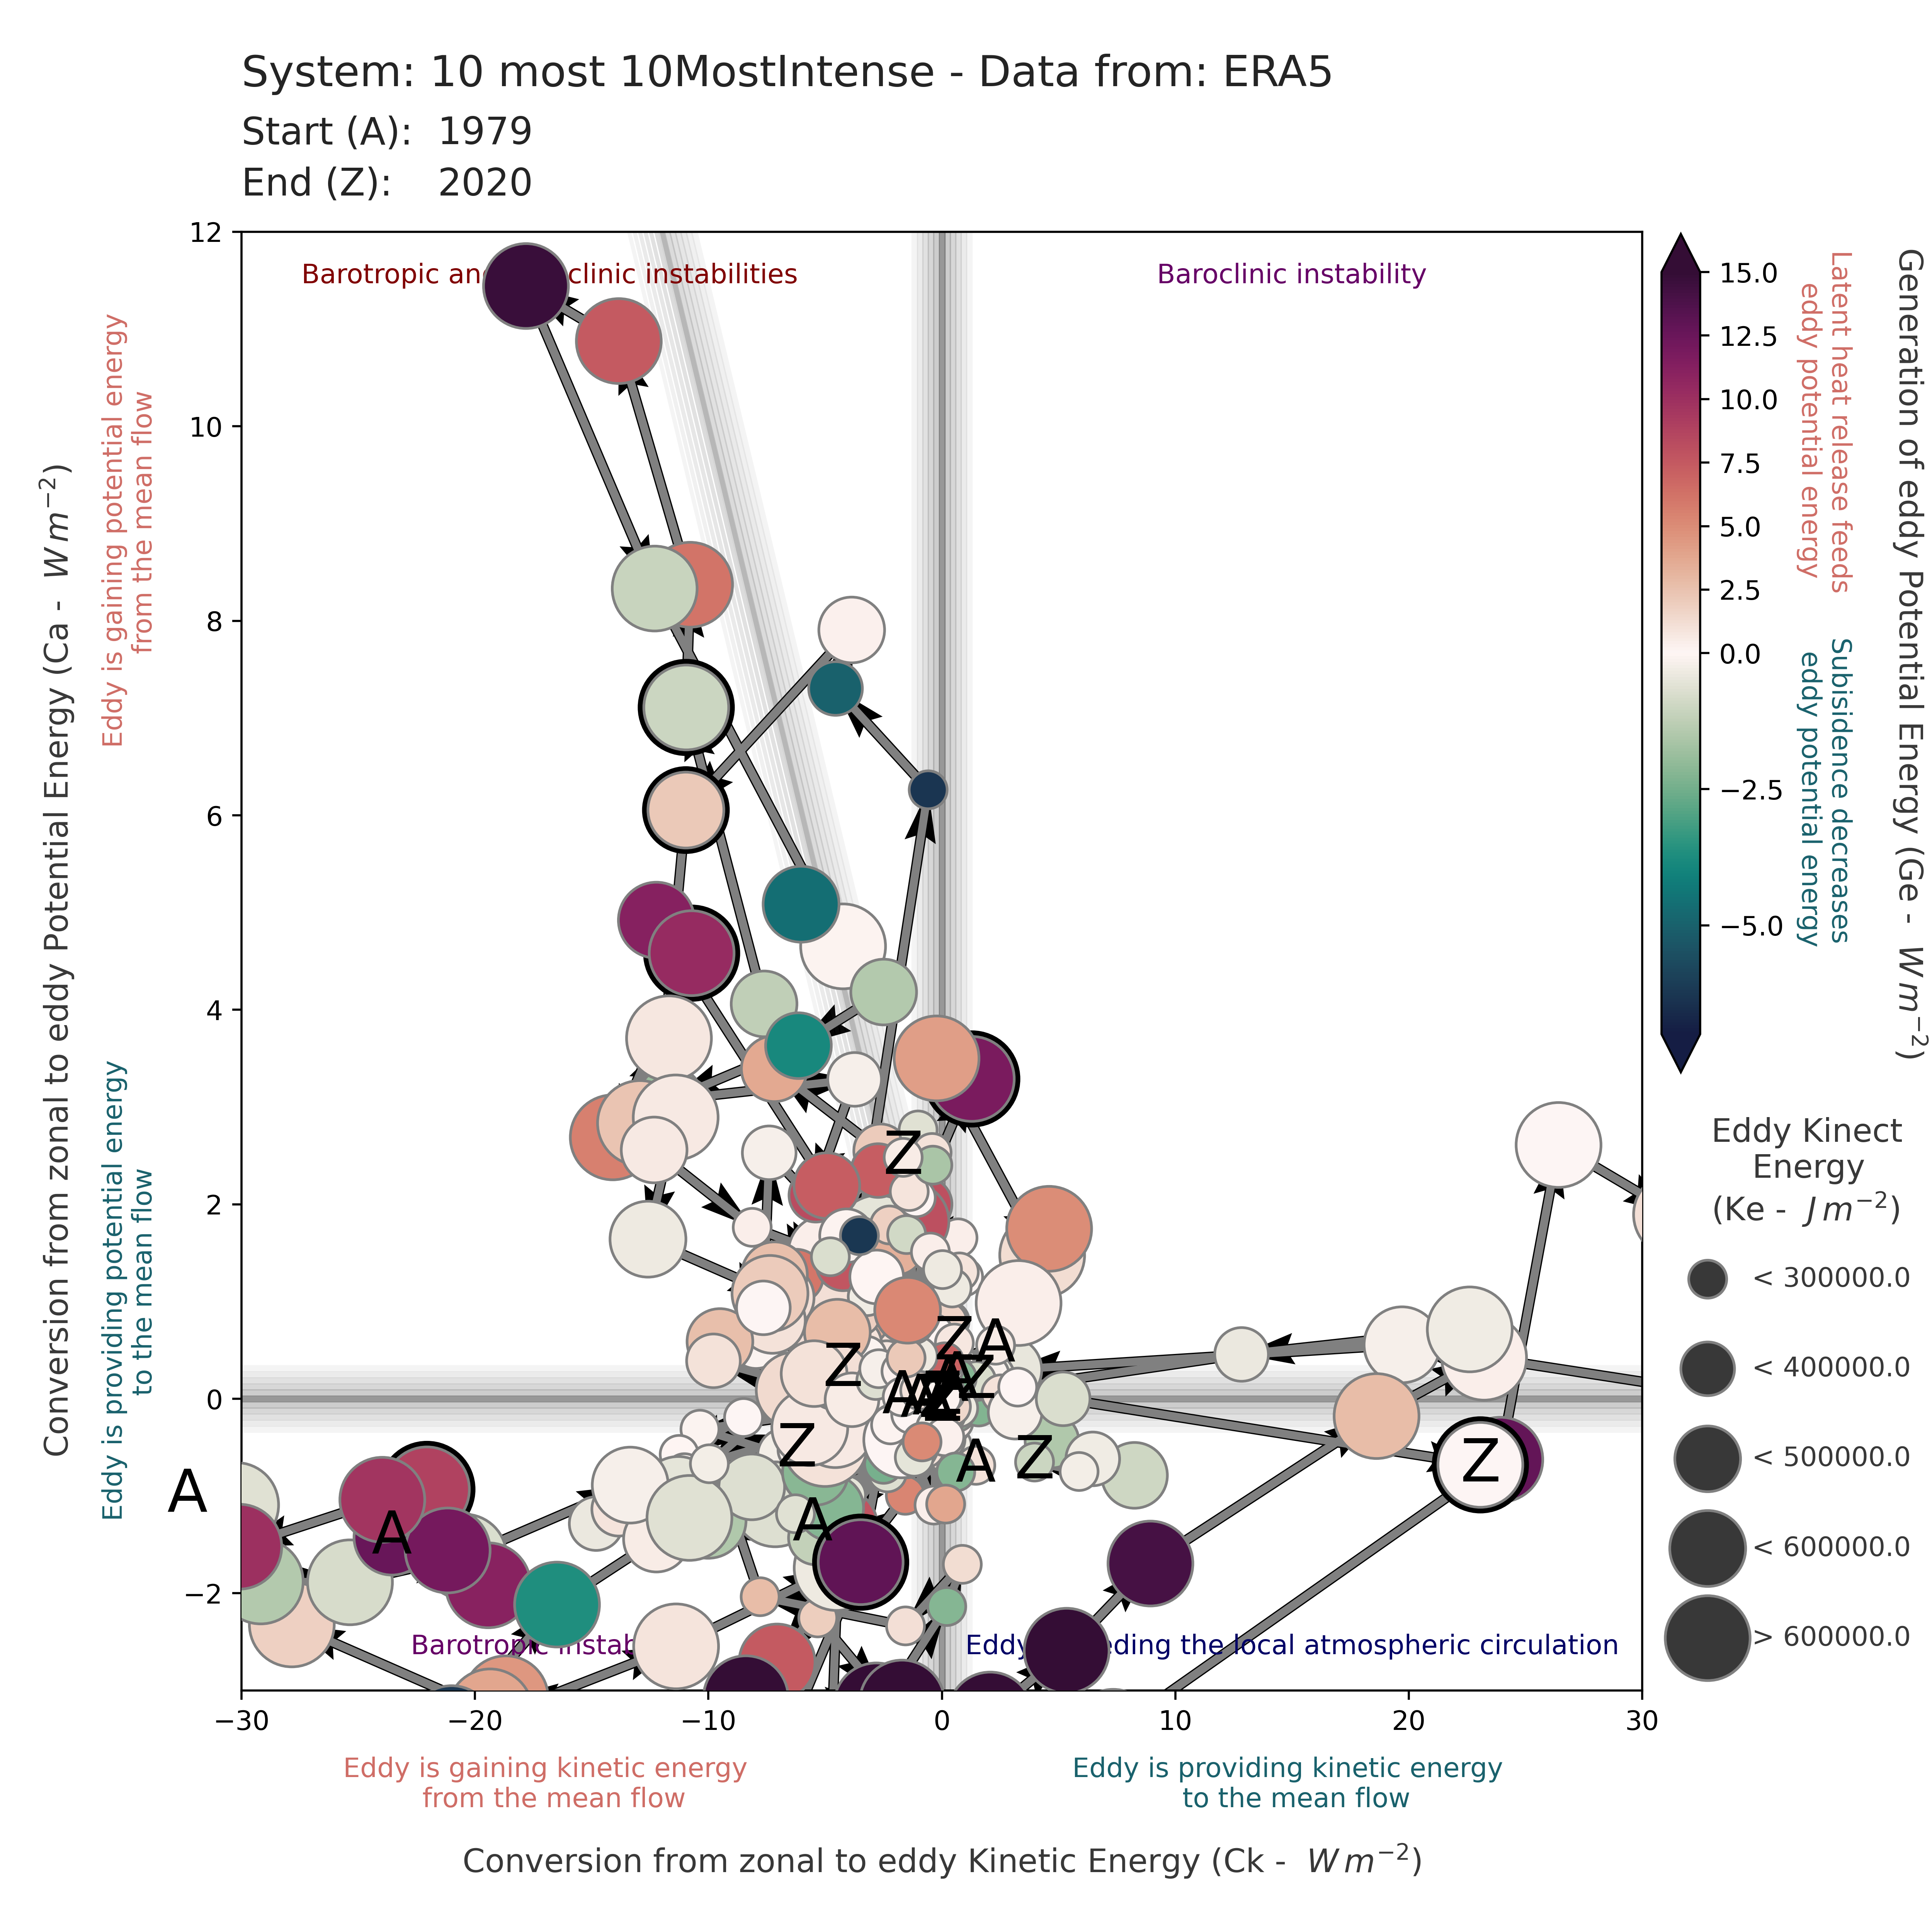 System: 10 most 10MostIntense - Data from: ERA5
Start (A): 1979
End (Z): 2020
Barotropic an clinic instabilities
Baroclinic instability
Conversion from zonal to eddy Potential Energy (Ca - W m⁻²)
Eddy is gaining potential energy
from the mean flow
Eddy is providing potential energy
to the mean flow
12
10
8
6
4
2
0
−2
A
A
A
A
A
A
A
Z
Z
Z
Z
Z
Z
Z
Barotropic instab
Eddy eding the local atmospheric circulation
−30
−20
−10
0
10
20
30
Eddy is gaining kinetic energy
from the mean flow
Eddy is providing kinetic energy
to the mean flow
Conversion from zonal to eddy Kinetic Energy (Ck - W m⁻²)
15.0
12.5
10.0
7.5
5.0
2.5
0.0
−2.5
−5.0
Latent heat release feeds
eddy potential energy
Subisidence decreases
eddy potential energy
Generation of eddy Potential Energy (Ge - W m⁻²)
Eddy Kinect
Energy
(Ke - J m⁻²)
< 300000.0
< 400000.0
< 500000.0
< 600000.0
> 600000.0